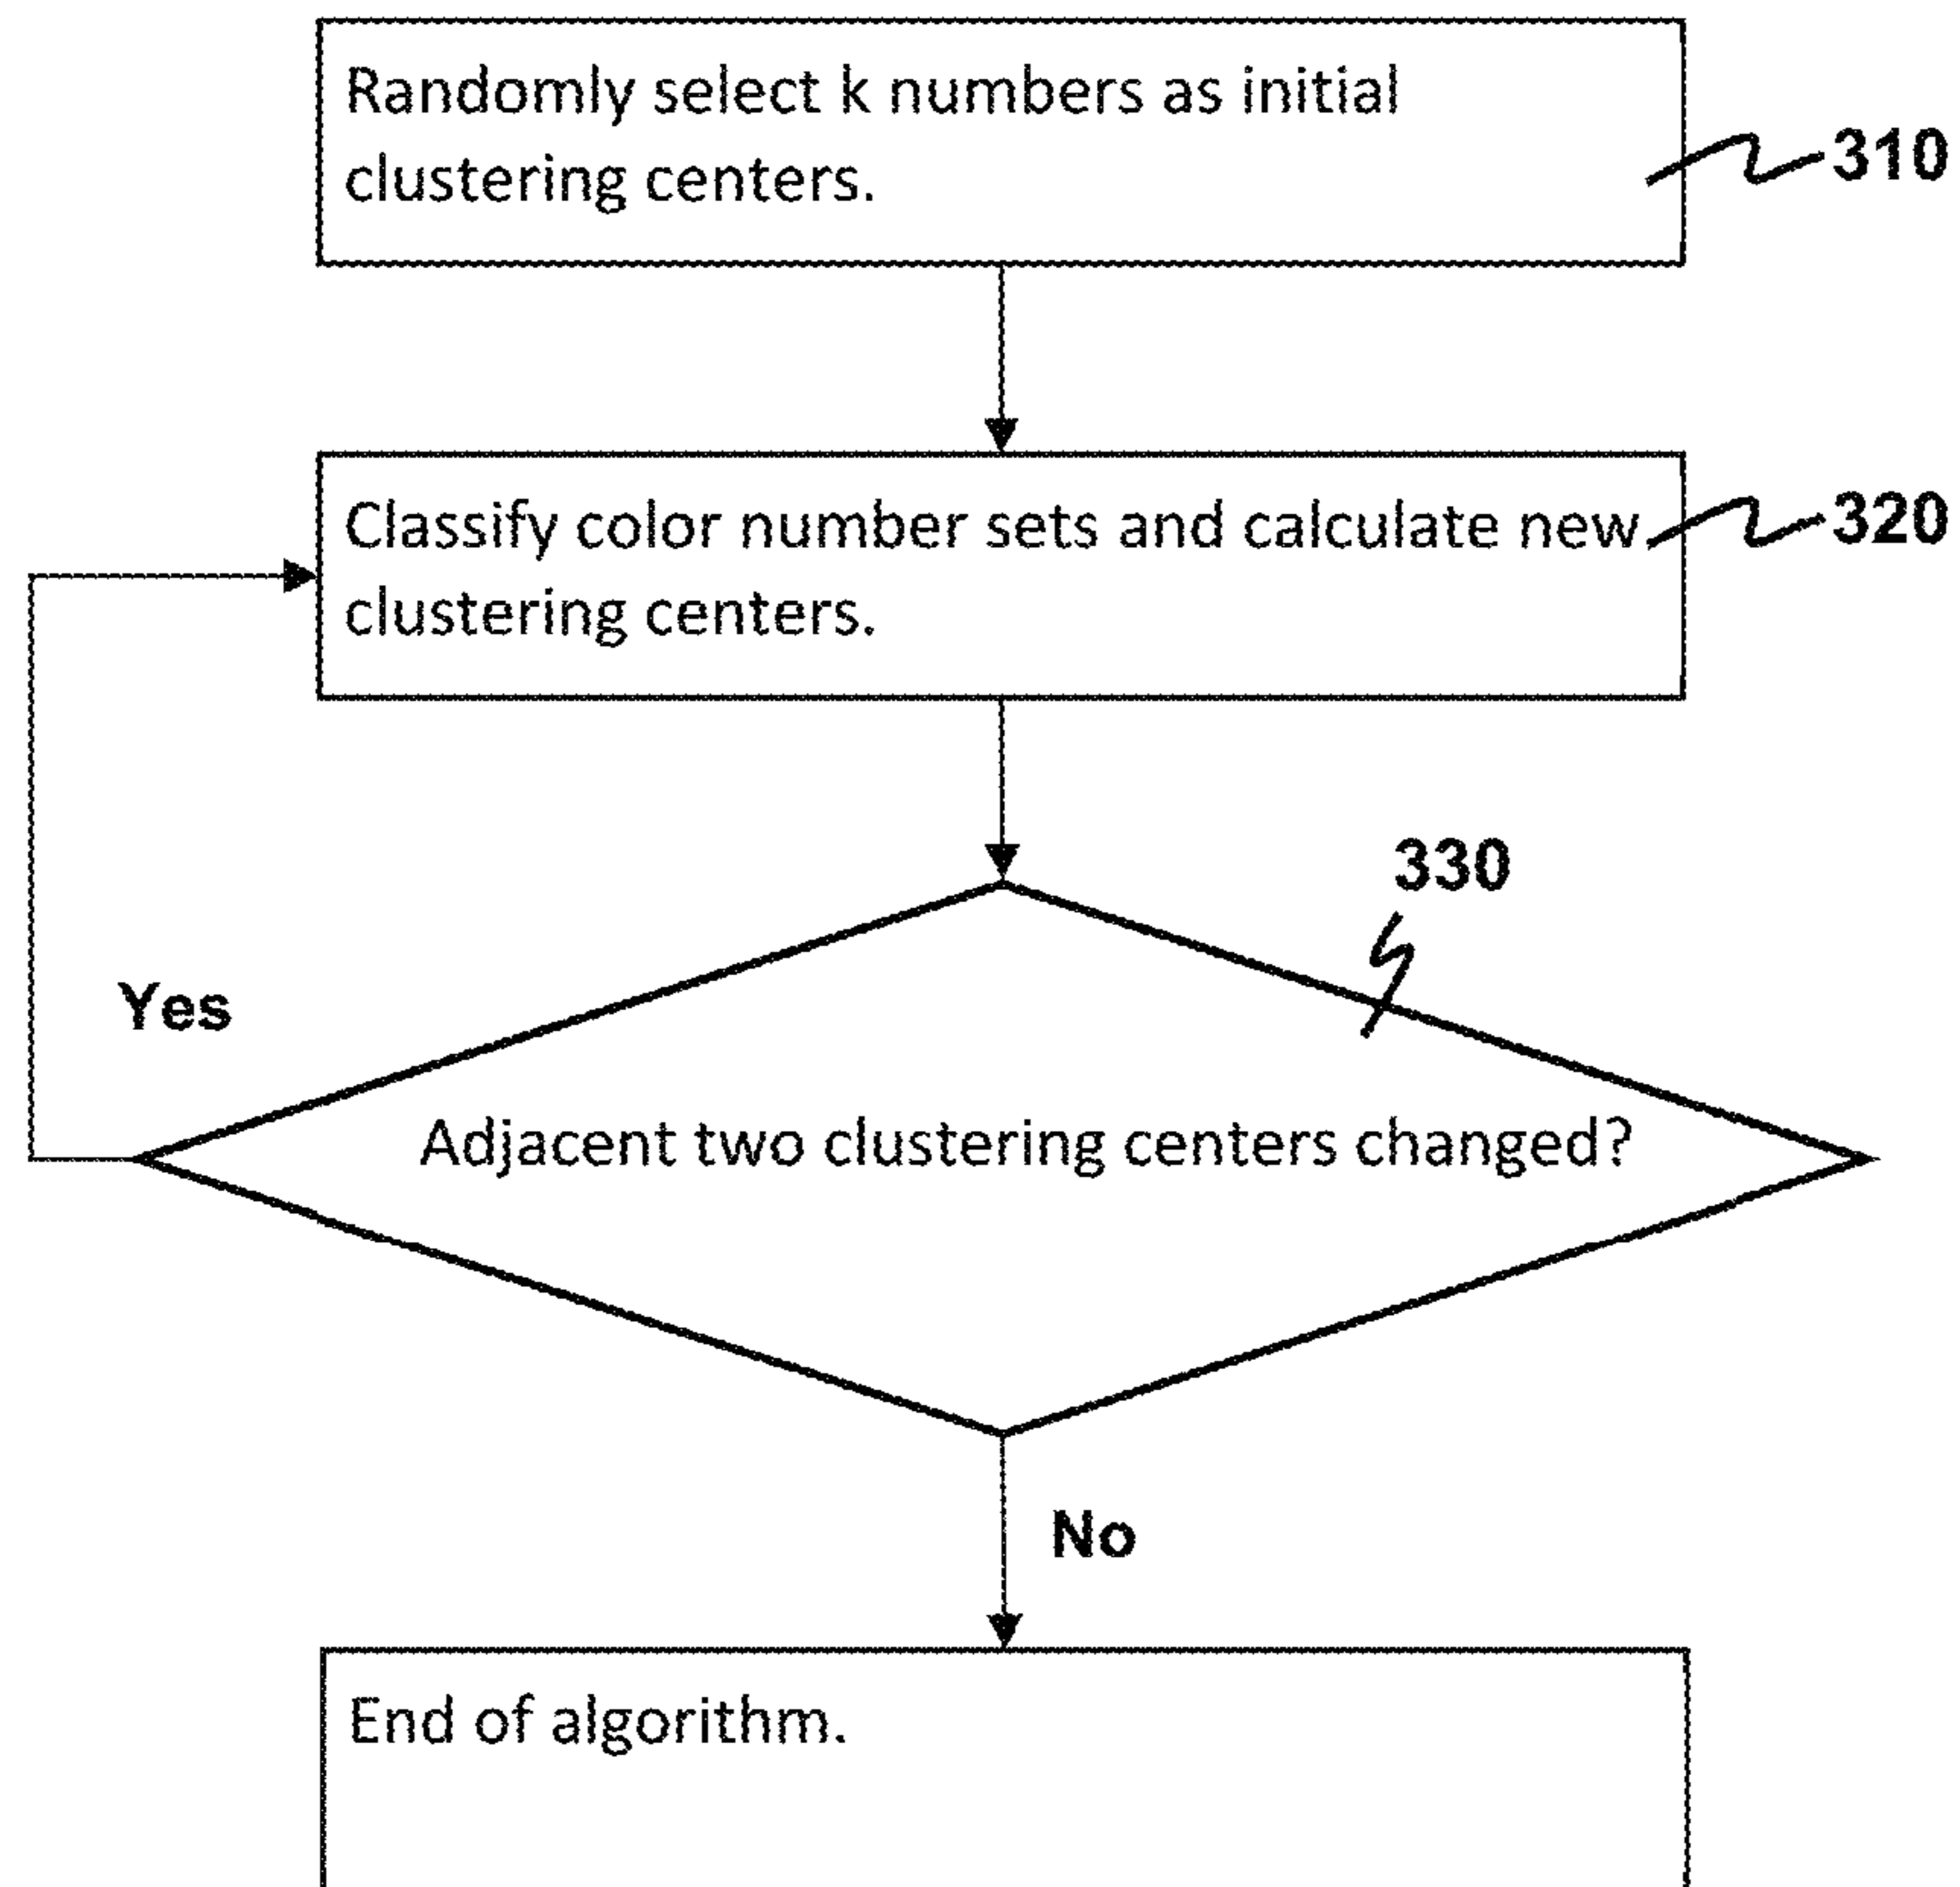 Randomly select k numbers as initial
clustering centers.
310
Classify color number sets and calculate new
clustering centers.
320
330
Yes
Adjacent two clustering centers changed?
No
End of algorithm.